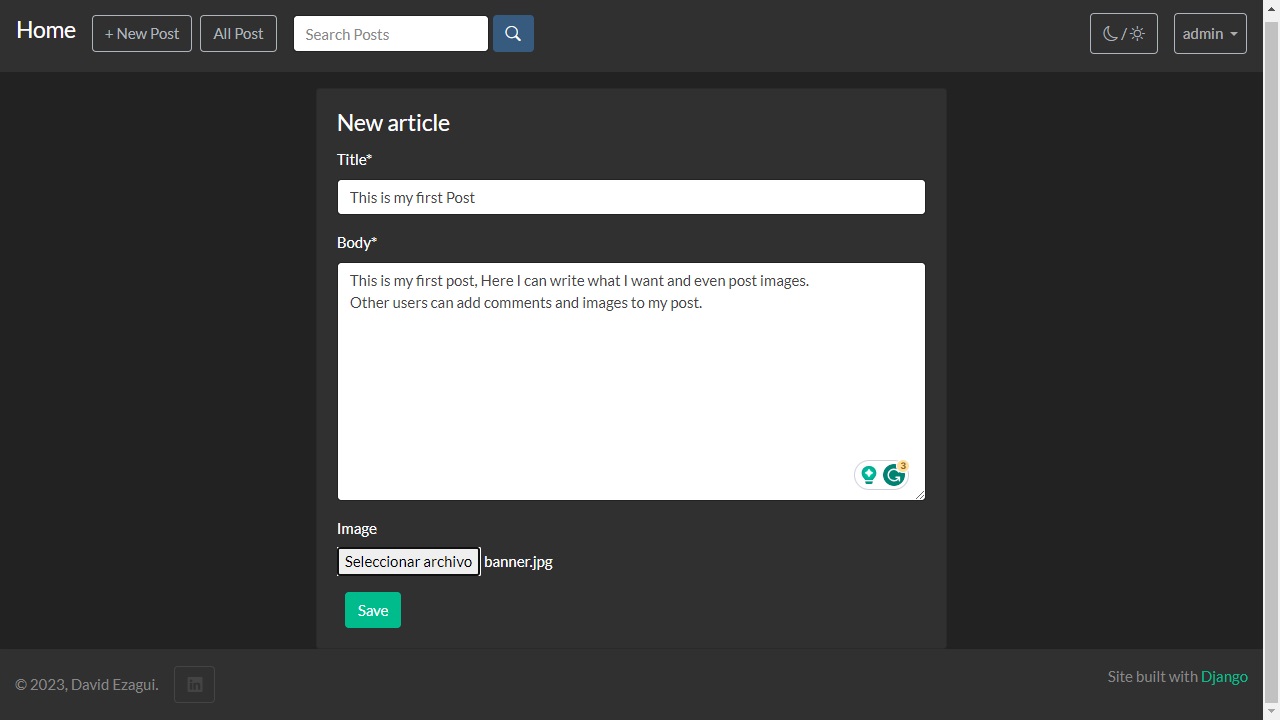 Home
+ New Post
All Post
Search Posts
/
admin
New article
Title*
This is my first Post
Body*
This is my first post, Here I can write what I want and even post images.
Other users can add comments and images to my post.
3
Image
Seleccionar archivo banner.jpg
Save
© 2023, David Ezagui.
in
Site built with Django